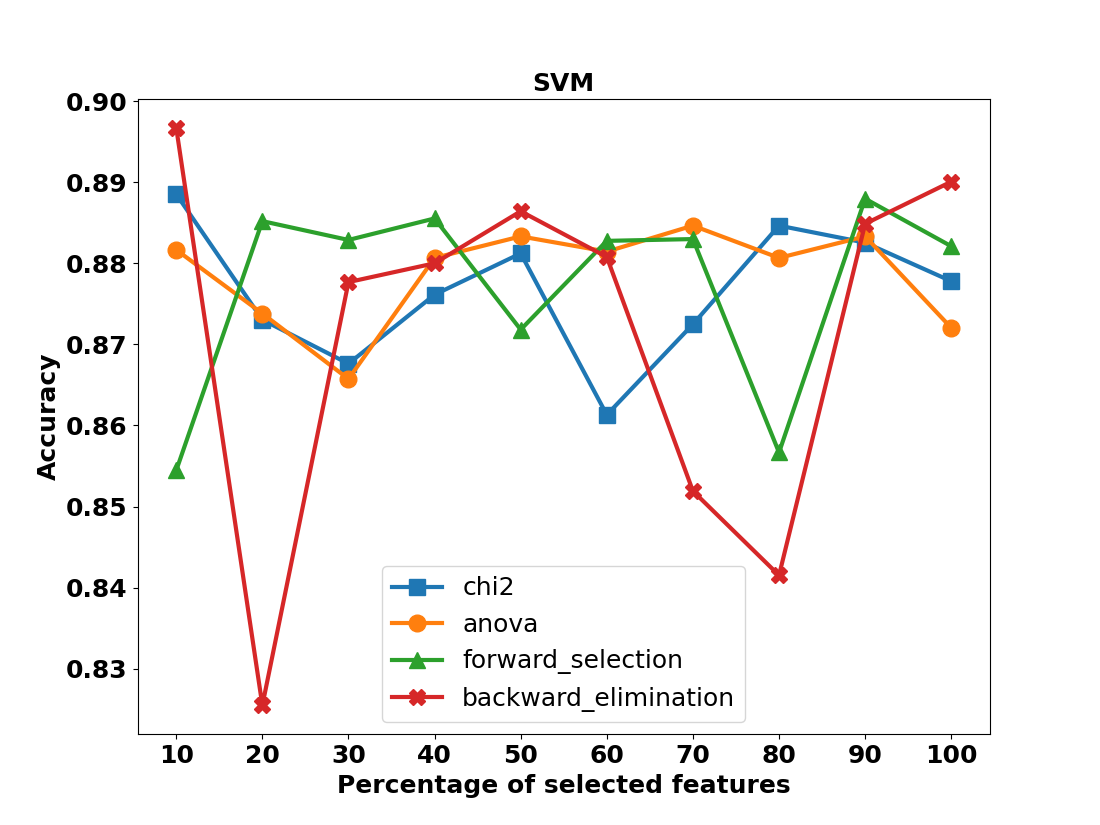 SVM
0.90
0.89
0.88
0.87
0.86
0.85
0.84
0.83
Accuracy
chi2
anova
forward_selection
backward_elimination
10 20 30 40 50 60 70 80 90 100
Percentage of selected features